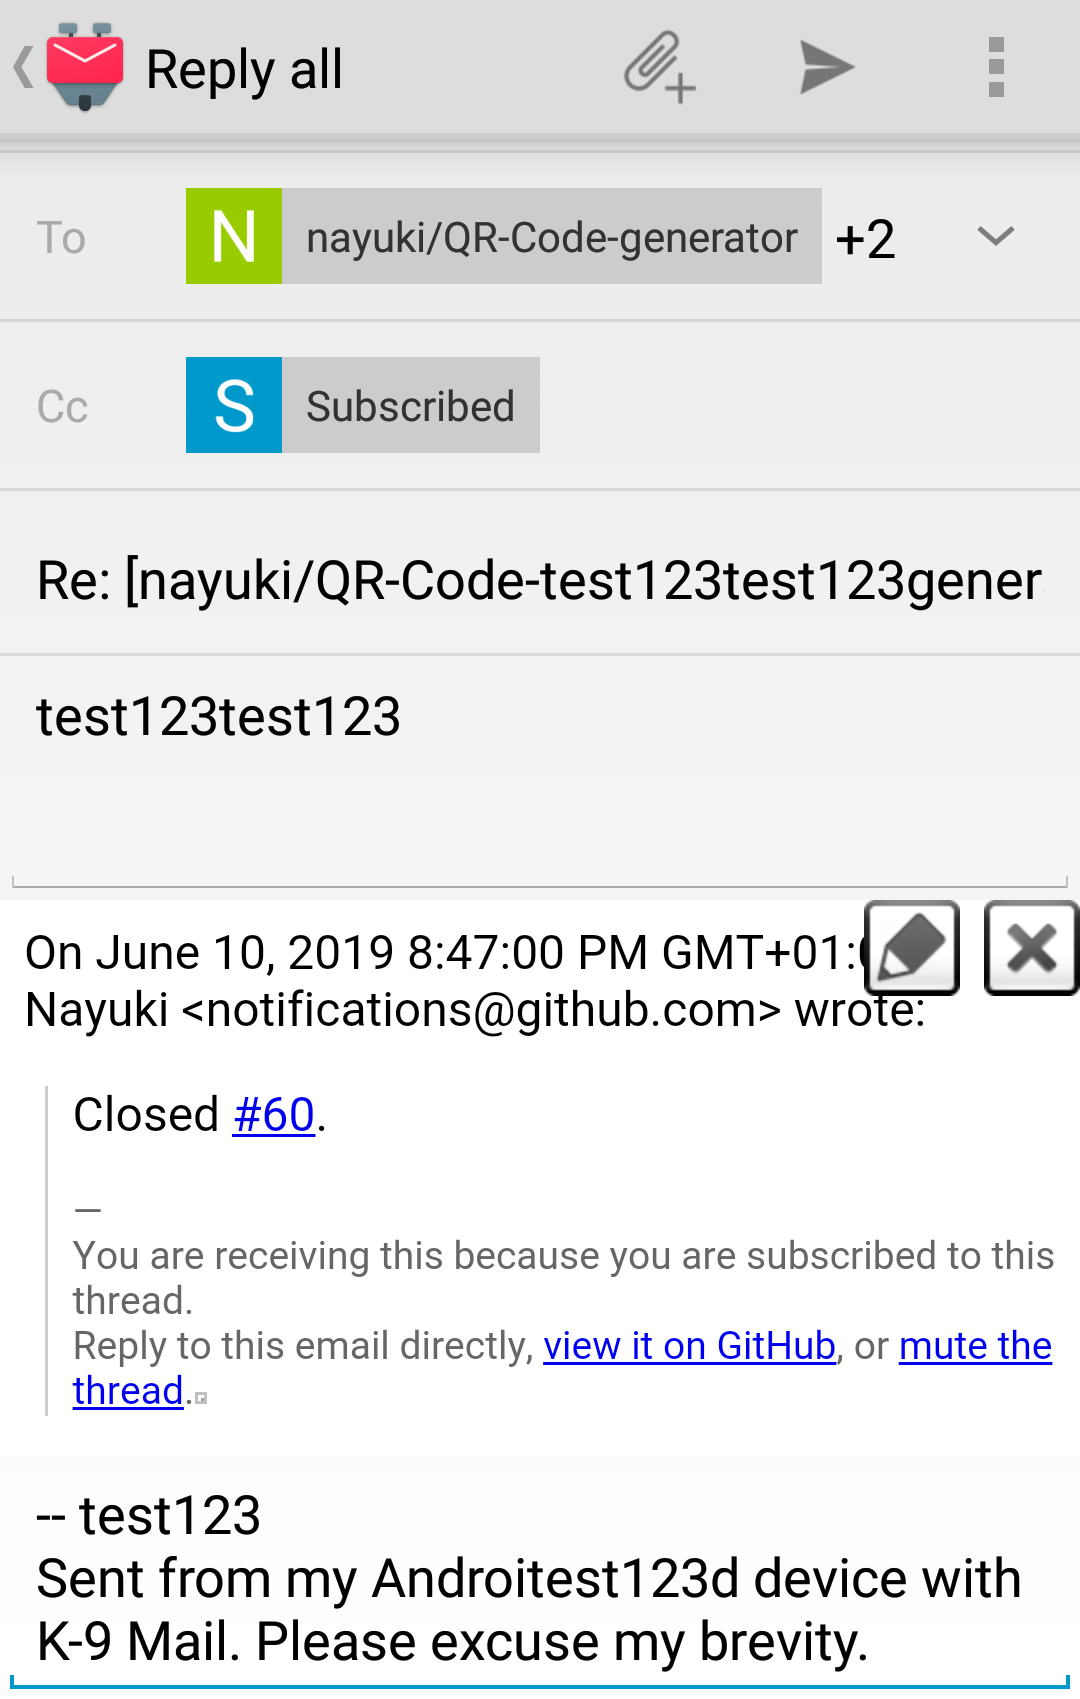 Reply all
To
N
nayuki/QR-Code-generator
+2
Cc
S
Subscribed
Re: [nayuki/QR-Code-test123test123gener
test123test123
On June 10, 2019 8:47:00 PM GMT+01:
Nayuki <notifications@github.com> wrote:
Closed #60.
—
You are receiving this because you are subscribed to this
thread.
Reply to this email directly, view it on GitHub, or mute the
thread.
-- test123
Sent from my Androitest123d device with
K-9 Mail. Please excuse my brevity.